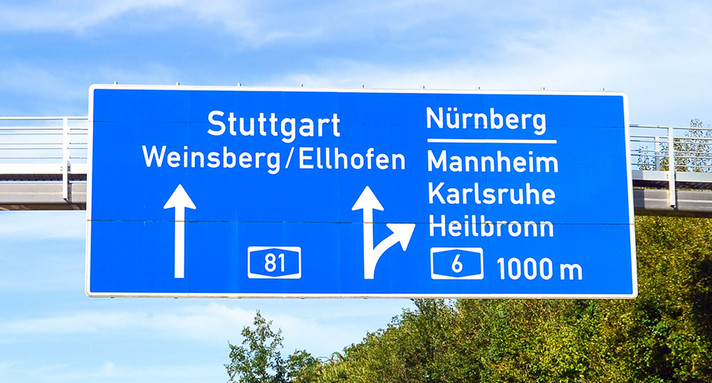 Stuttgart
Weinsberg/Ellhofen
81
Nürnberg
Mannheim
Karlsruhe
Heilbronn
6 1000 m